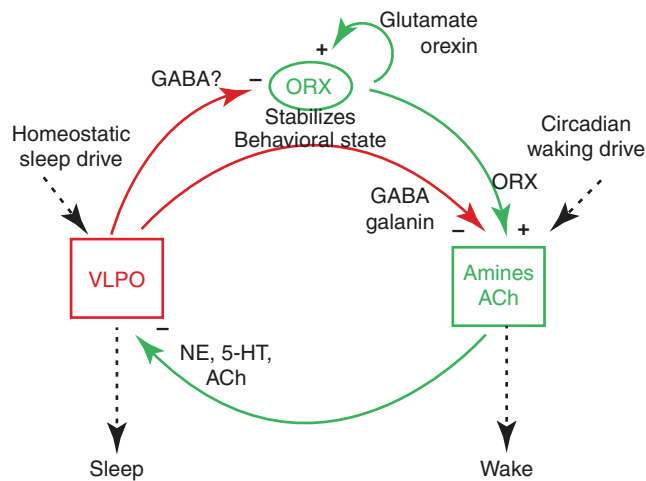 Glutamate
orexin
+
GABA?
–
ORX
Stabilizes
Behavioral state
Homeostatic
sleep drive
Circadian
waking drive
ORX
GABA
galanin
–
+
VLPO
Amines
ACh
–
NE, 5-HT,
ACh
Sleep
Wake